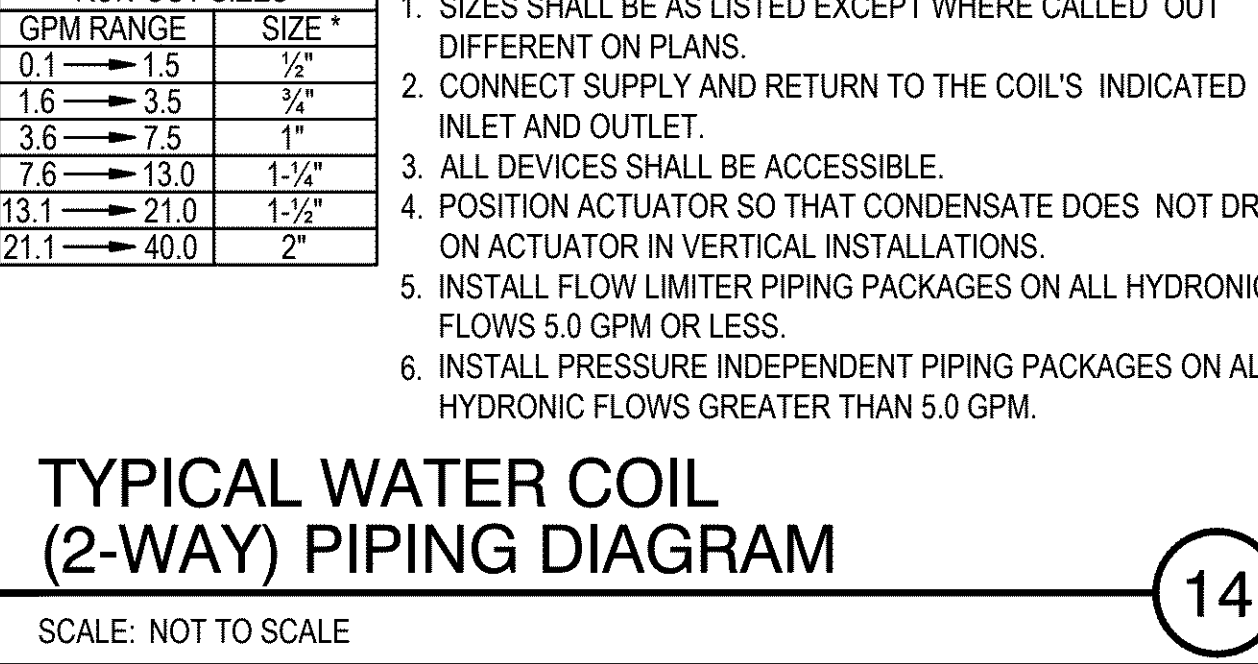 GPM RANGE SIZE *
0.1 → 1.5 ½"
1.6 → 3.5 ¾"
3.6 → 7.5 1"
7.6 → 13.0 1-¼"
13.1 → 21.0 1-½"
21.1 → 40.0 2"
1. SIZES SHALL BE AS LISTED EXCEPT WHERE CALLED OUT
DIFFERENT ON PLANS.
2. CONNECT SUPPLY AND RETURN TO THE COIL'S INDICATED
INLET AND OUTLET.
3. ALL DEVICES SHALL BE ACCESSIBLE.
4. POSITION ACTUATOR SO THAT CONDENSATE DOES NOT
ON ACTUATOR IN VERTICAL INSTALLATIONS.
5. INSTALL FLOW LIMITER PIPING PACKAGES ON ALL HYDRONIC
FLOWS 5.0 GPM OR LESS.
6. INSTALL PRESSURE INDEPENDENT PIPING PACKAGES ON
HYDRONIC FLOWS GREATER THAN 5.0 GPM.
TYPICAL WATER COIL
(2-WAY) PIPING DIAGRAM
14
SCALE: NOT TO SCALE